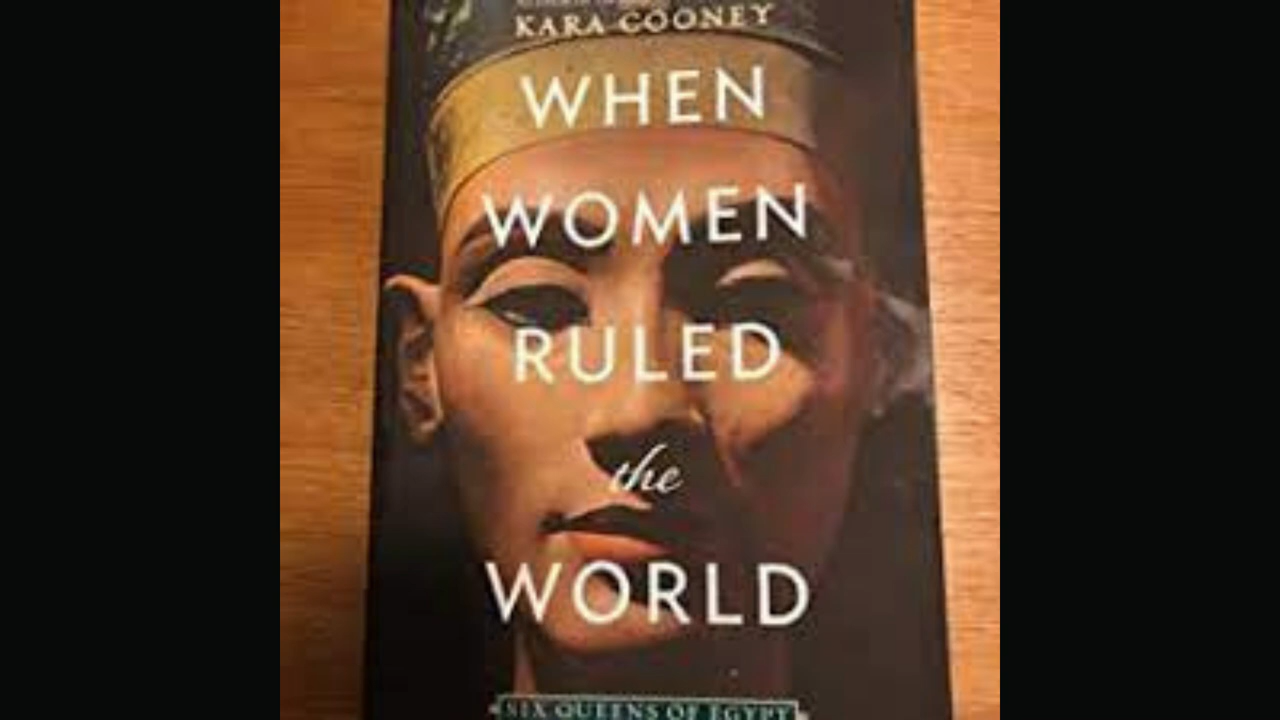 KARA COONEY
WHEN
WOMEN
RULED
the
WORLD
SIX QUEENS OF EGYPT